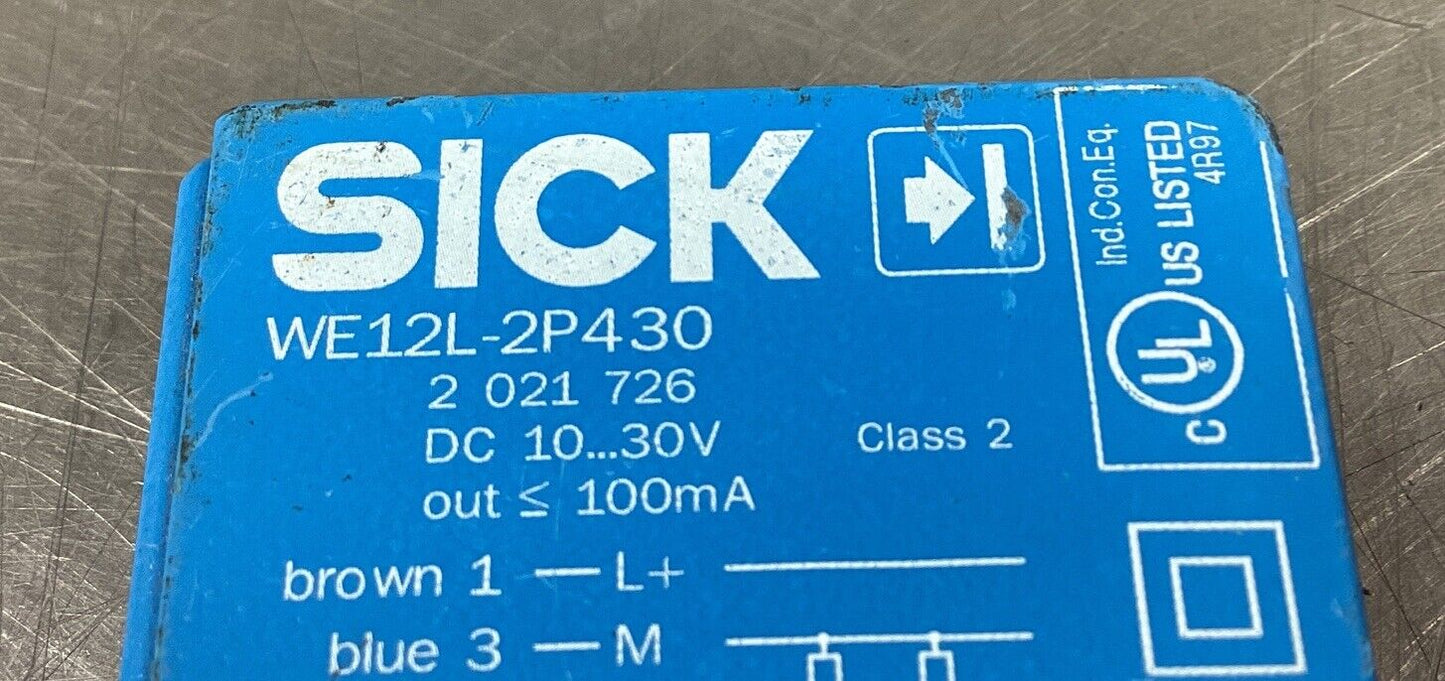 SICK
WE12L-2P430
2 021 726
DC 10...30V
Class 2
out ≤ 100mA
brown 1 — L+
blue 3 — M
Ind.Con.Eq.
C UL US LISTED
4R97